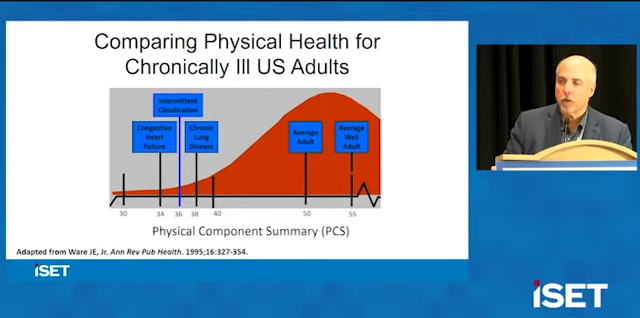 Comparing Physical Health for
Chronically Ill US Adults
Intermittent
Claudication
Congestive
Heart
Failure
Chronic
Lung
Disease
Average
Adult
Average
Well
Adult
30
34
36
38
40
50
55
Physical Component Summary (PCS)
Adapted from Ware JE, Jr. Ann Rev Pub Health. 1995;16:327-354.
iSET
iSET